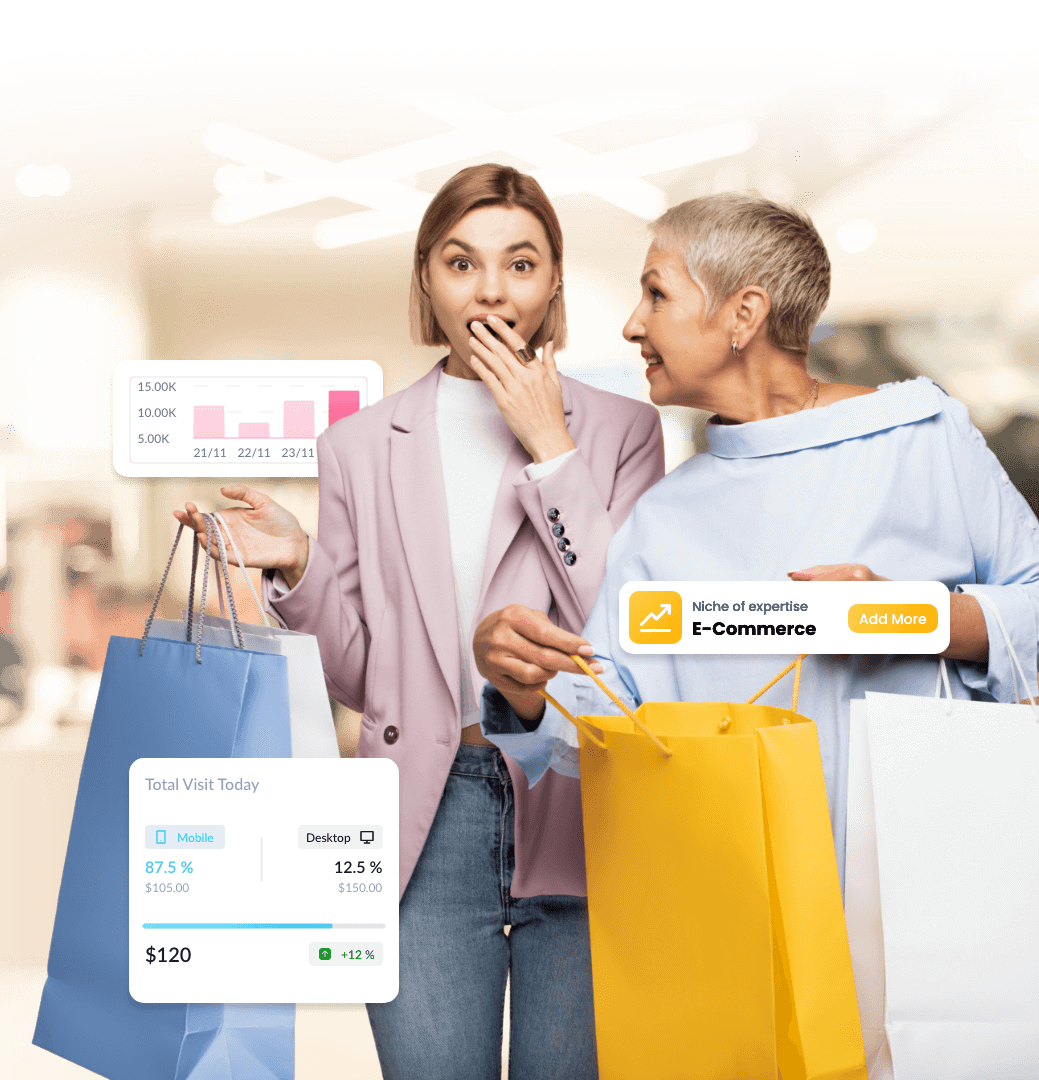 15.00K
10.00K
5.00K
21/11 22/11 23/11
Niche of expertise
E-Commerce
Add More
Total Visit Today
Mobile
Desktop
87.5 %
12.5 %
$105.00
$150.00
$120
+12 %